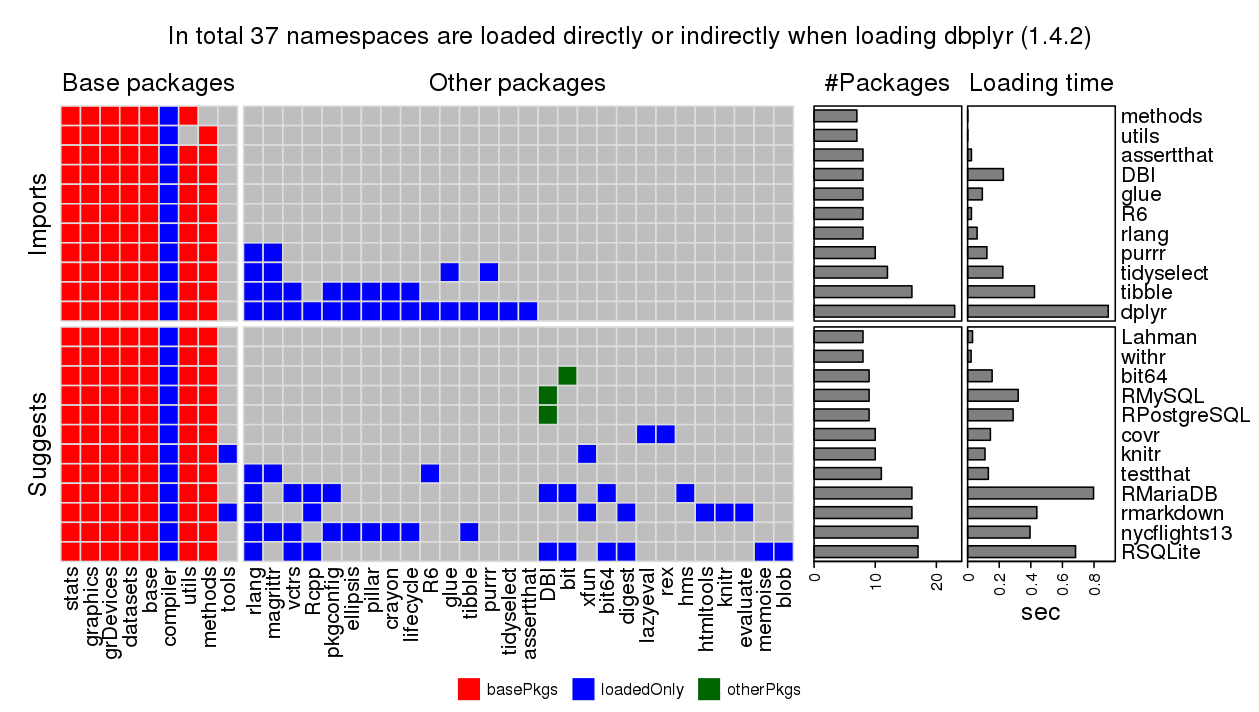 In total 37 namespaces are loaded directly or indirectly when loading dbplyr (1.4.2)
Base packages
Other packages
#Packages
Loading time
Imports
methods
utils
assertthat
DBI
glue
R6
rlang
purrr
tidyselect
tibble
dplyr
Suggests
Lahman
withr
bit64
RMySQL
RPostgreSQL
covr
knitr
testthat
RMariaDB
rmarkdown
nycflights13
RSQLite
stats
graphics
grDevices
datasets
base
compiler
utils
methods
tools
rlang
magrittr
vctrs
Rcpp
pkgconfig
ellipsis
pillar
crayon
lifecycle
R6
glue
tibble
purrr
tidyselect
assertthat
DBI
bit
xfun
bit64
digest
lazyeval
rex
hms
htmltools
knitr
evaluate
memoise
blob
0
10
20
0
0.2
0.4
0.6
0.8
sec
basePkgs
loadedOnly
otherPkgs